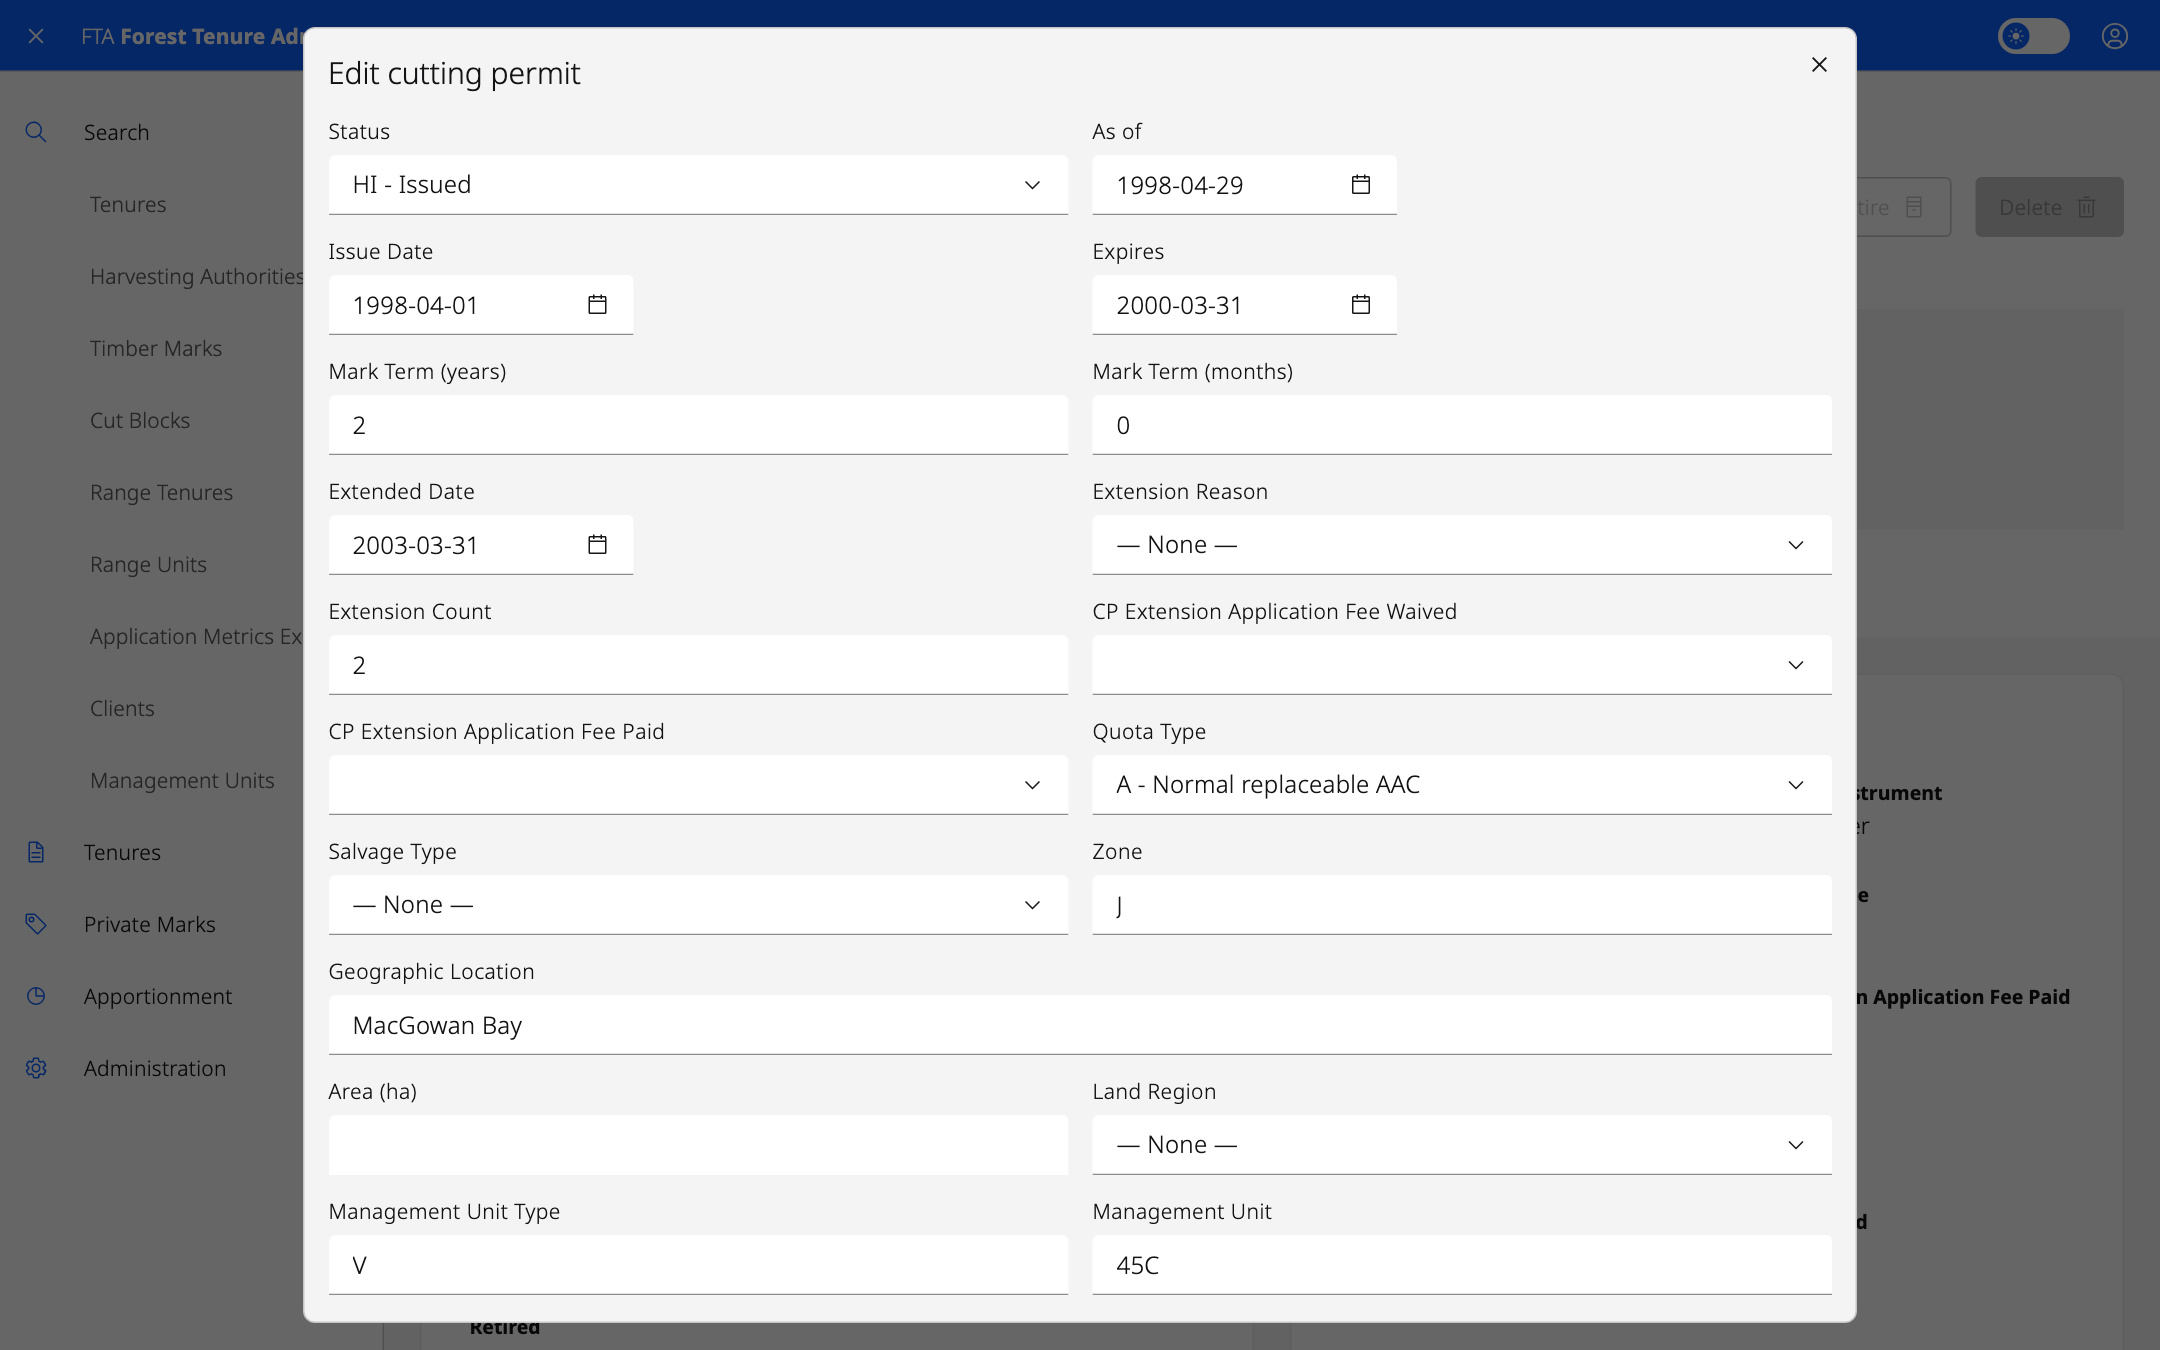 FTA Forest Tenure Adm
Edit cutting permit
Search
Tenures
Harvesting Authorities
Timber Marks
Cut Blocks
Range Tenures
Range Units
Application Metrics Ex
Clients
Management Units
Tenures
Private Marks
Apportionment
Administration
Status
HI - Issued
As of
1998-04-29
Issue Date
1998-04-01
Expires
2000-03-31
Mark Term (years)
2
Mark Term (months)
0
Extended Date
2003-03-31
Extension Reason
— None —
Extension Count
2
CP Extension Application Fee Waived
CP Extension Application Fee Paid
Quota Type
A - Normal replaceable AAC
Salvage Type
— None —
Zone
J
Geographic Location
MacGowan Bay
Area (ha)
Land Region
— None —
Management Unit Type
V
Management Unit
45C
tire
Delete
strument
er
e
n Application Fee Paid
d
Retired